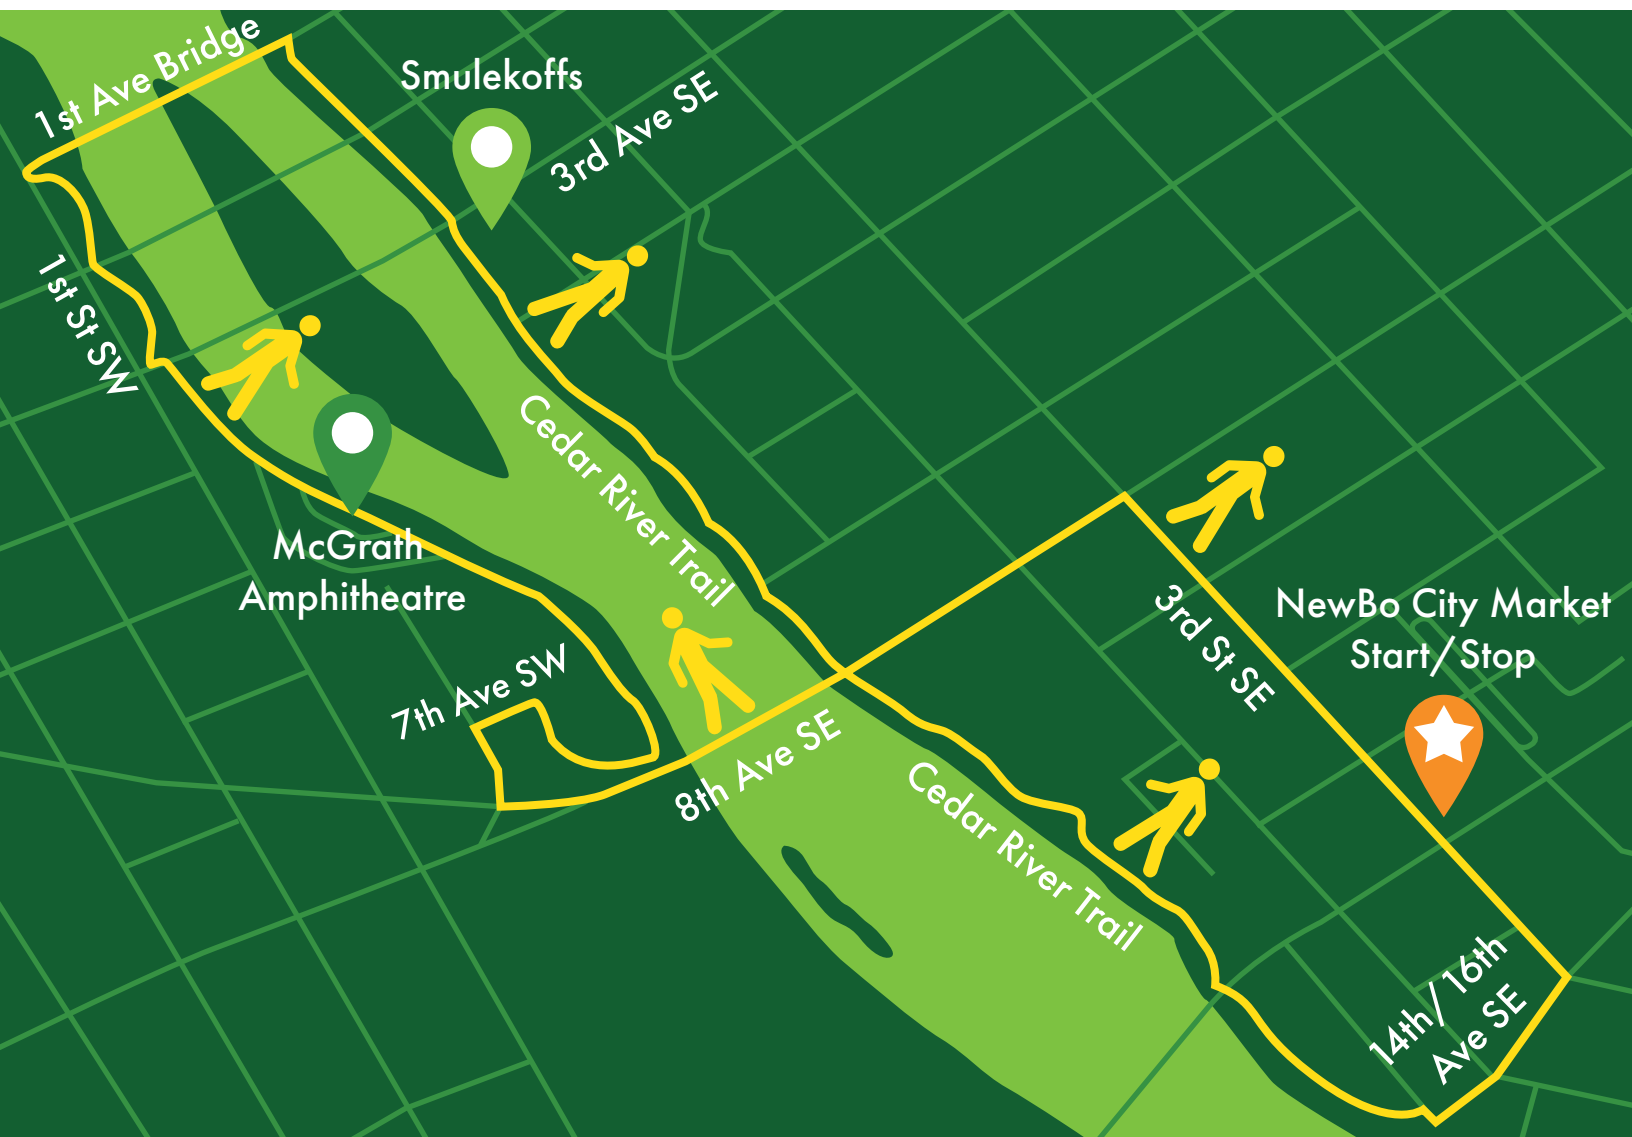 1st Ave Bridge
Smulekoffs
3rd Ave SE
1st St SW
Cedar River Trail
McGrath
Amphitheatre
7th Ave SW
8th Ave SE
3rd St SE
NewBo City Market
Start/Stop
Cedar River Trail
14th/16th
Ave SE